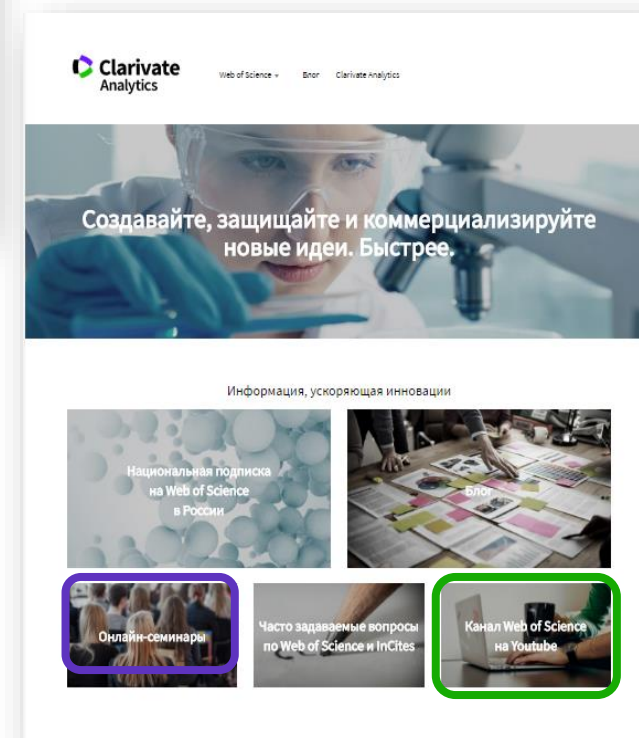 Clarivate
Analytics
Web of Science
Блог
Clarivate Analytics
Создавайте, защищайте и коммерциализируйте
новые идеи. Быстрее.
Информация, ускоряющая инновации
Национальная подписка
на Web of Science
в России
Блог
Онлайн-семинары
Часто задаваемые вопросы
по Web of Science и InCites
Канал Web of Science
на Youtube